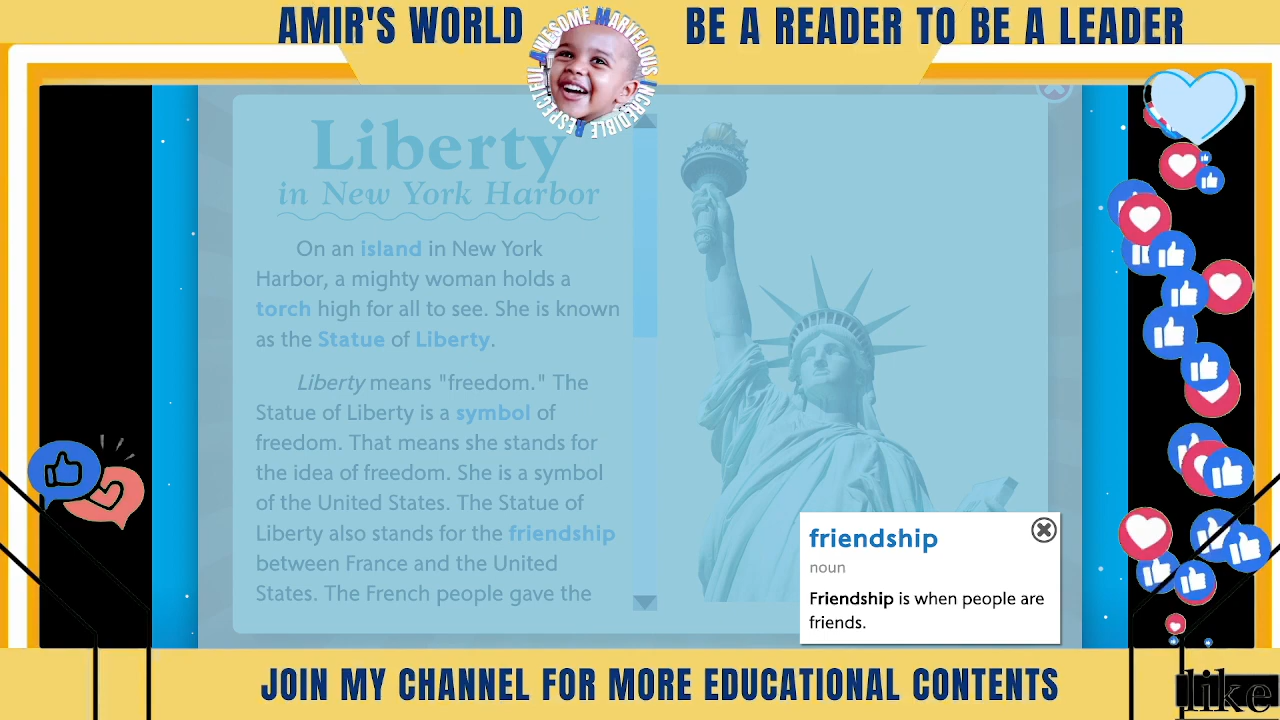 AMIR'S WORLD
AWESOME MARVELOUS INCREDIBLE RESPECTFUL
BE A READER TO BE A LEADER
Liberty
in New York Harbor
On an island in New York
Harbor, a mighty woman holds a
torch high for all to see. She is known
as the Statue of Liberty.
Liberty means "freedom." The
Statue of Liberty is a symbol of
freedom. That means she stands for
the idea of freedom. She is a symbol
of the United States. The Statue of
Liberty also stands for the friendship
between France and the United
States. The French people gave the
friendship
noun
Friendship is when people are
friends.
JOIN MY CHANNEL FOR MORE EDUCATIONAL CONTENTS
like